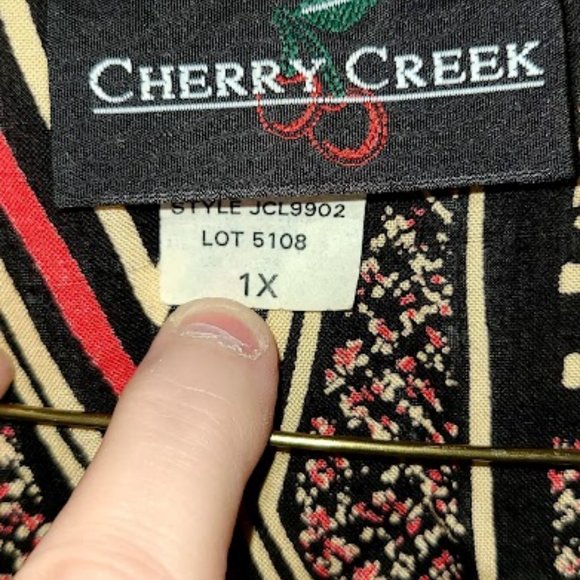 CHERRY CREEK
STYLE JCL9902
LOT 5108
1X